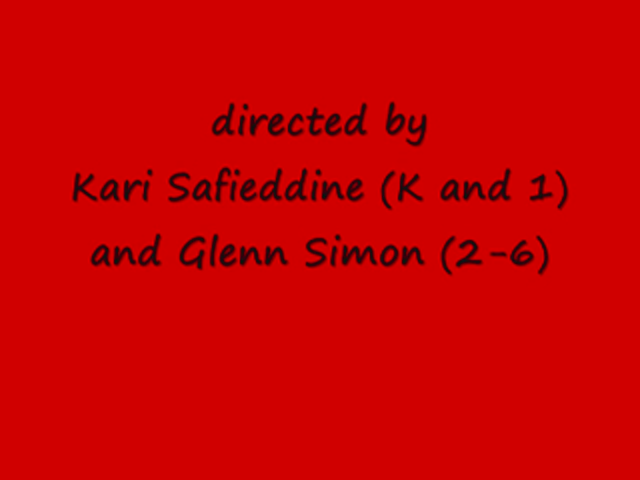 directed by
Kari Safieddine (K and 1)
and Glenn Simon (2-6)